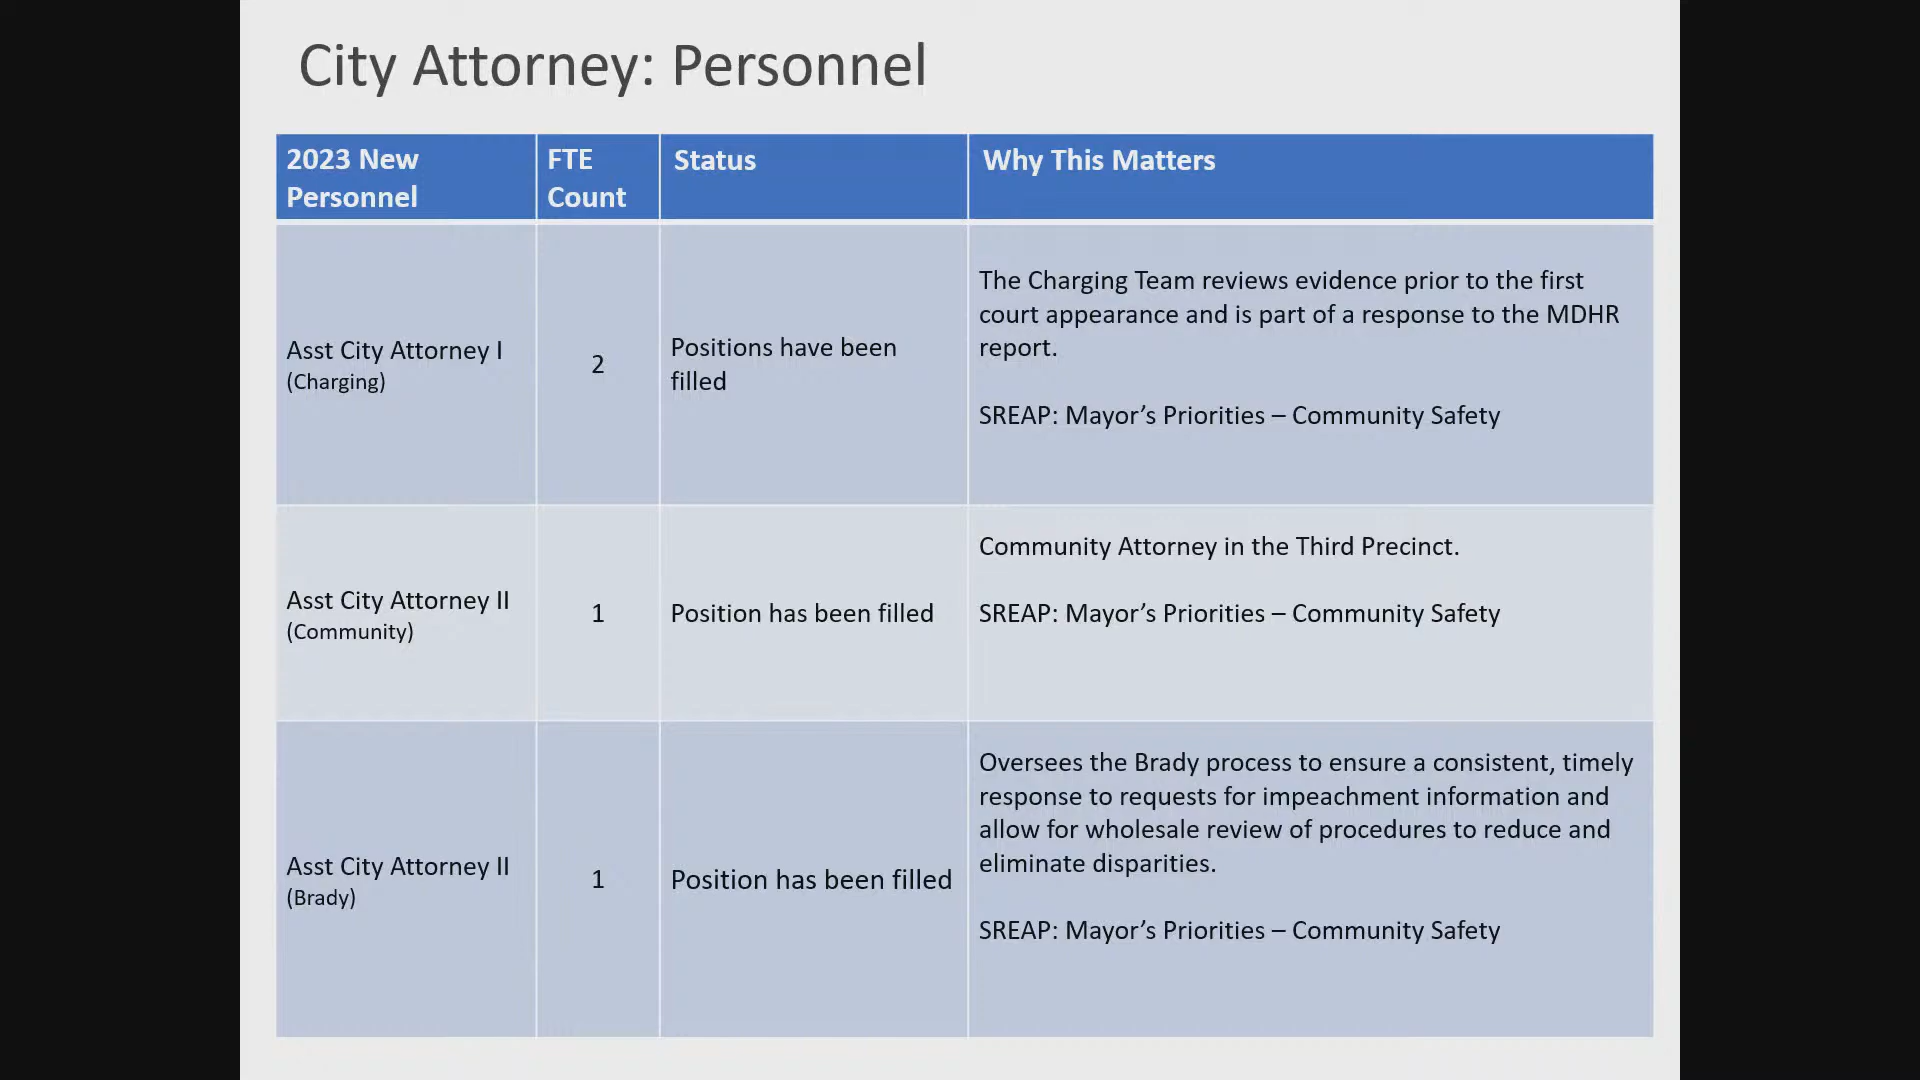 City Attorney: Personnel
2023 New
Personnel
FTE
Count
Status
Why This Matters
Asst City Attorney I
(Charging)
2
Positions have been
filled
The Charging Team reviews evidence prior to the first
court appearance and is part of a response to the MDHR
report.
SREAP: Mayor’s Priorities – Community Safety
Asst City Attorney II
(Community)
1
Position has been filled
Community Attorney in the Third Precinct.
SREAP: Mayor’s Priorities – Community Safety
Asst City Attorney II
(Brady)
1
Position has been filled
Oversees the Brady process to ensure a consistent, timely
response to requests for impeachment information and
allow for wholesale review of procedures to reduce and
eliminate disparities.
SREAP: Mayor’s Priorities – Community Safety